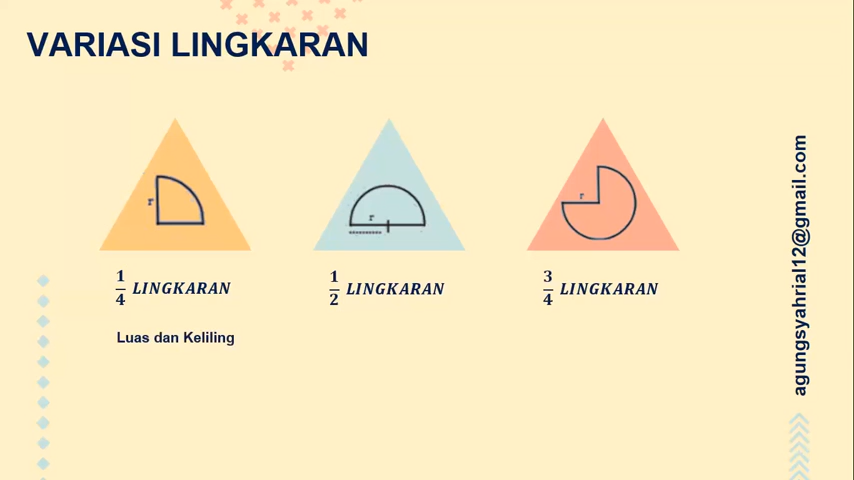 VARIASI LINGKARAN
r
r
r
1/4 LINGKARAN
1/2 LINGKARAN
3/4 LINGKARAN
Luas dan Keliling
agungsyahrial12@gmail.com